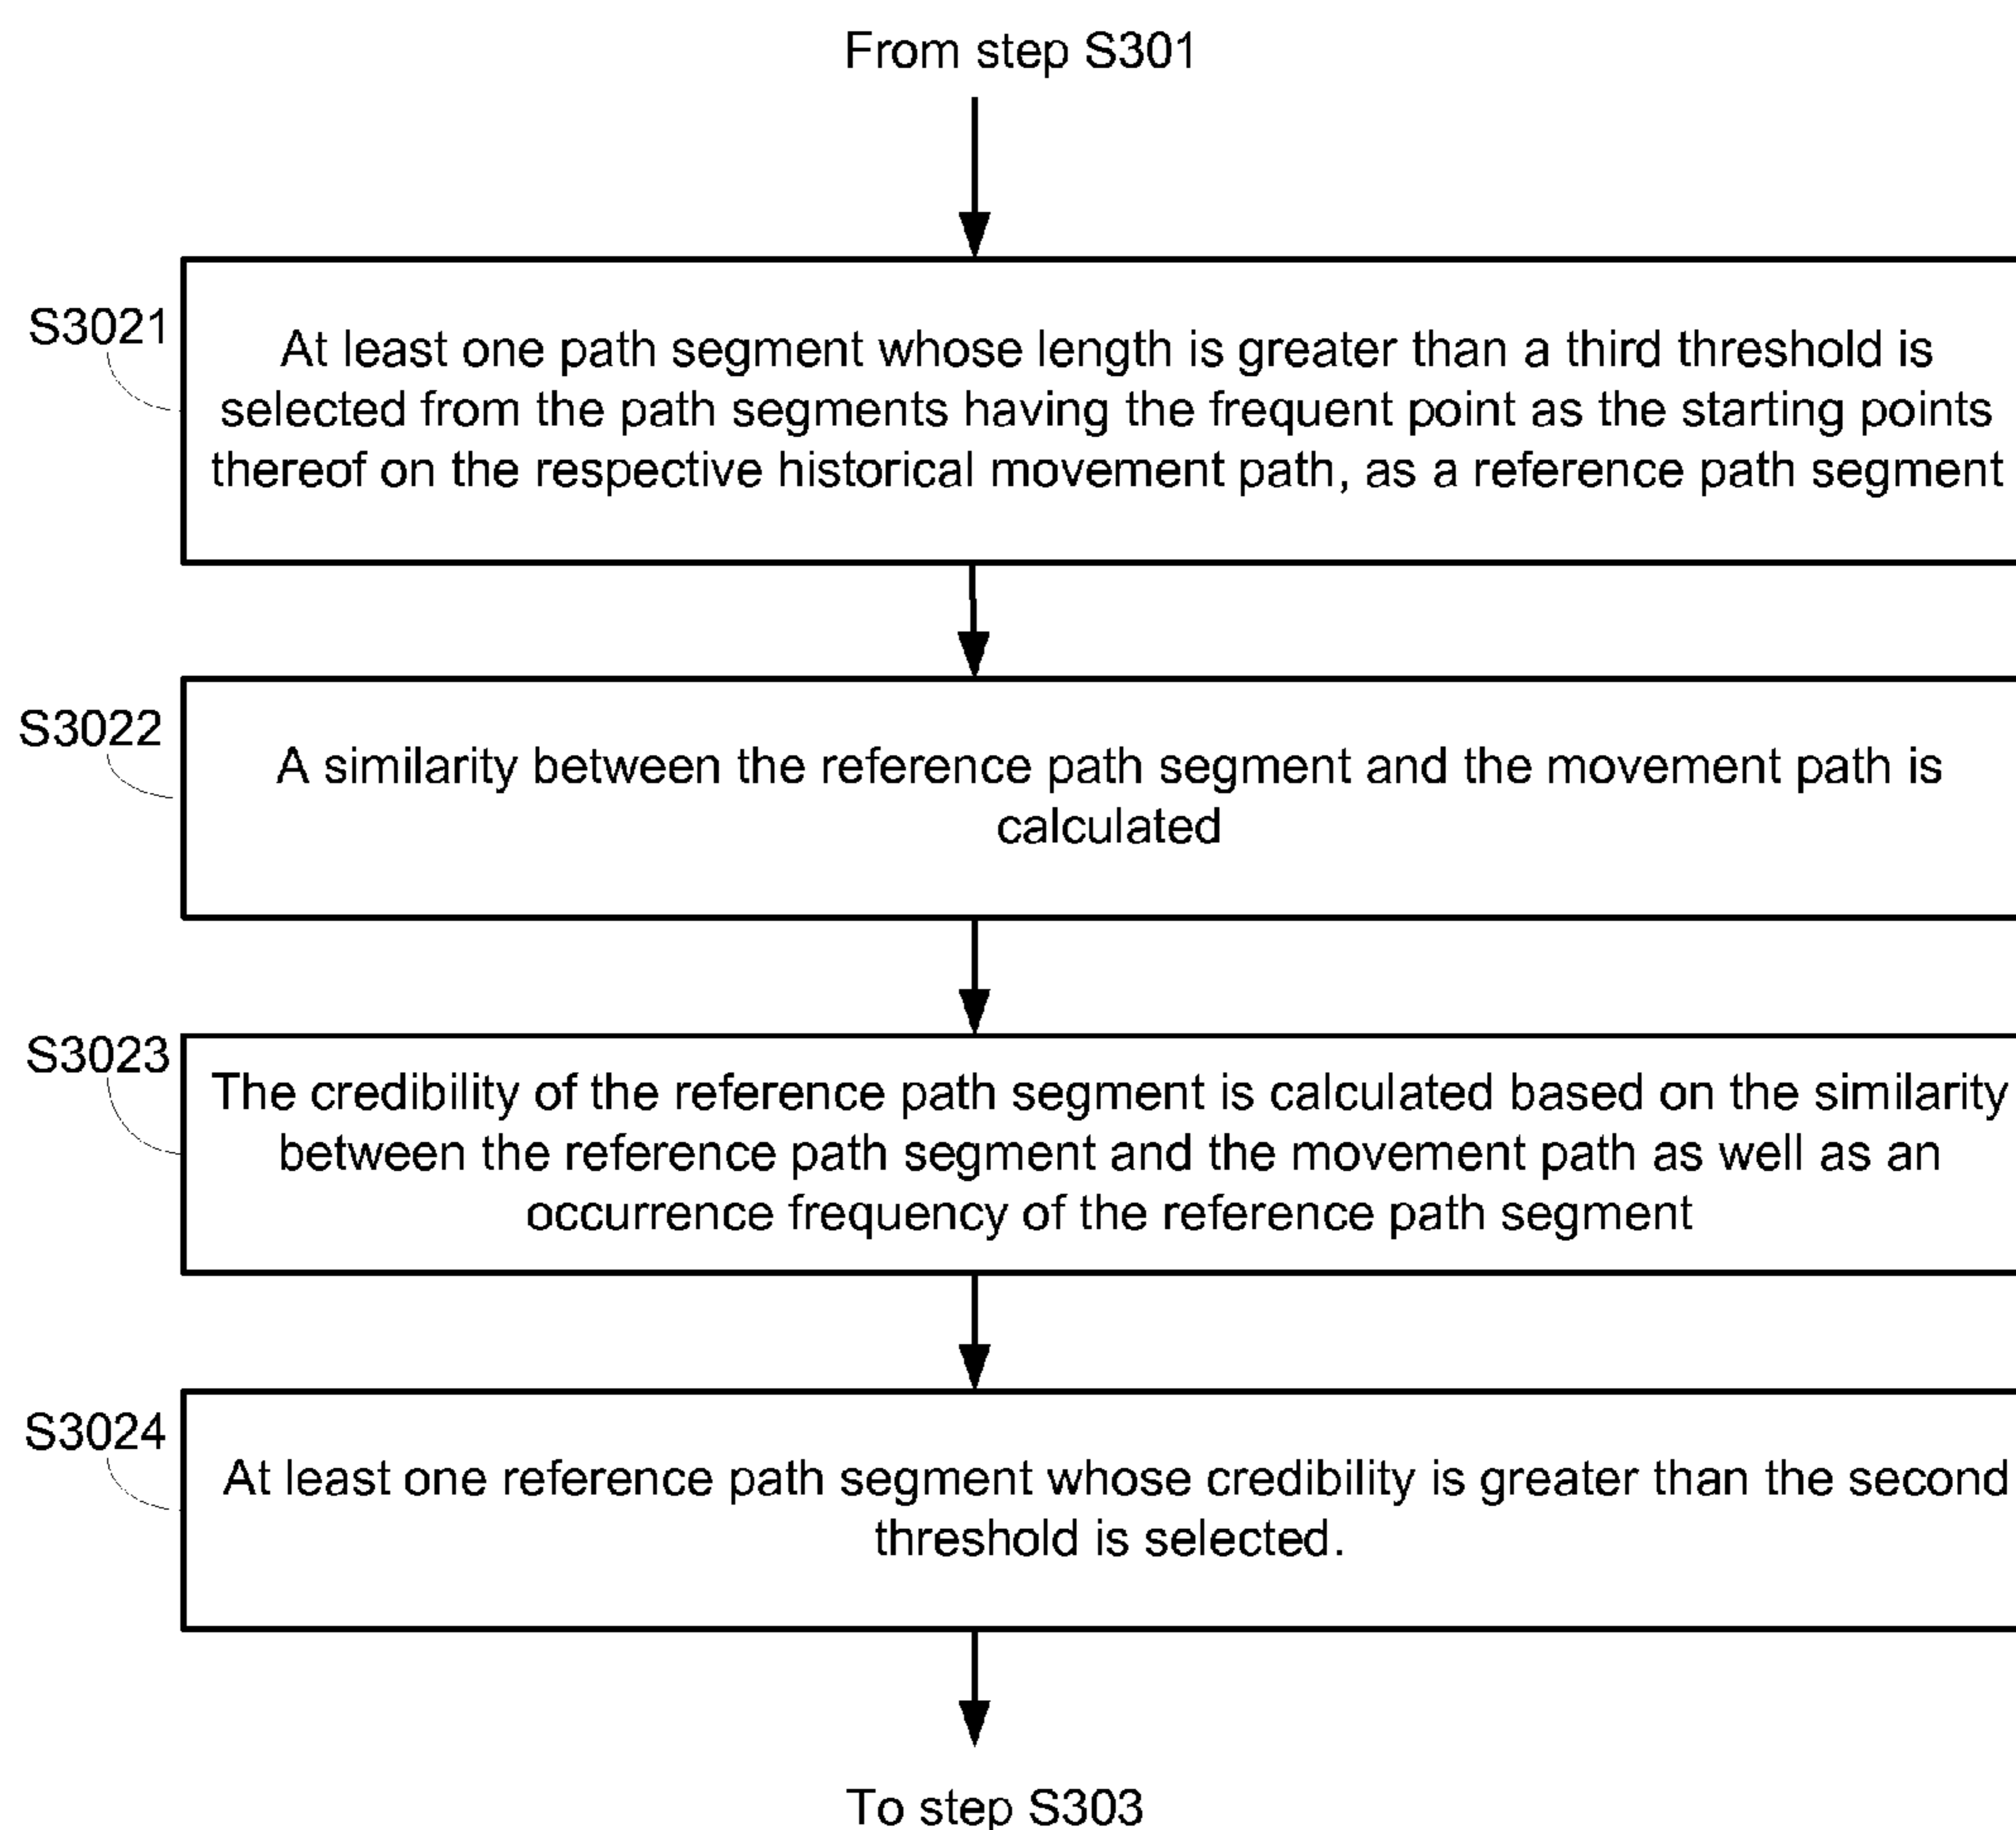 From step S301
S3021
At least one path segment whose length is greater than a third threshold is
selected from the path segments having the frequent point as the starting points
thereof on the respective historical movement path, as a reference path segment
S3022
A similarity between the reference path segment and the movement path is
calculated
S3023
The credibility of the reference path segment is calculated based on the similarity
between the reference path segment and the movement path as well as an
occurrence frequency of the reference path segment
S3024
At least one reference path segment whose credibility is greater than the second
threshold is selected.
To step S303